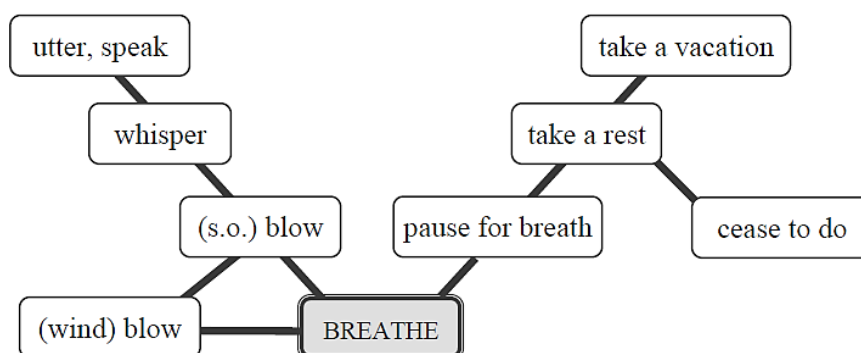 utter, speak
take a vacation
whisper
take a rest
(s.o.) blow
pause for breath
cease to do
(wind) blow
BREATHE